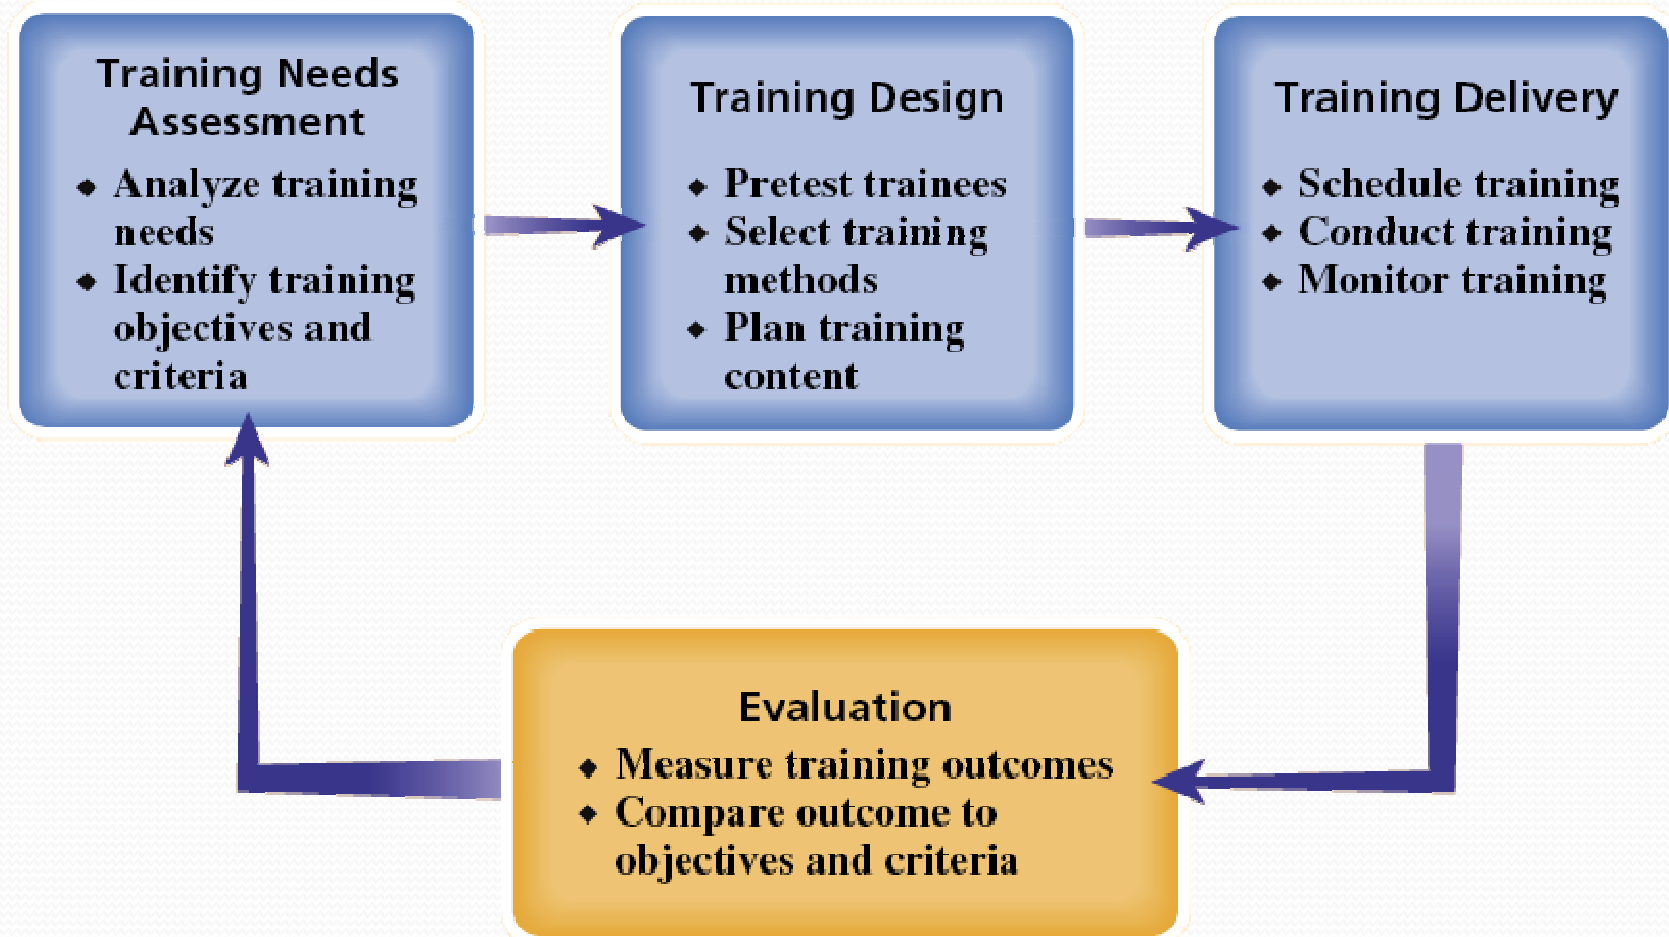 Training Needs
Assessment
◆ Analyze training
needs
◆ Identify training
objectives and
criteria
Training Design
◆ Pretest trainees
◆ Select training
methods
◆ Plan training
content
Training Delivery
◆ Schedule training
◆ Conduct training
◆ Monitor training
Evaluation
◆ Measure training outcomes
◆ Compare outcome to
objectives and criteria